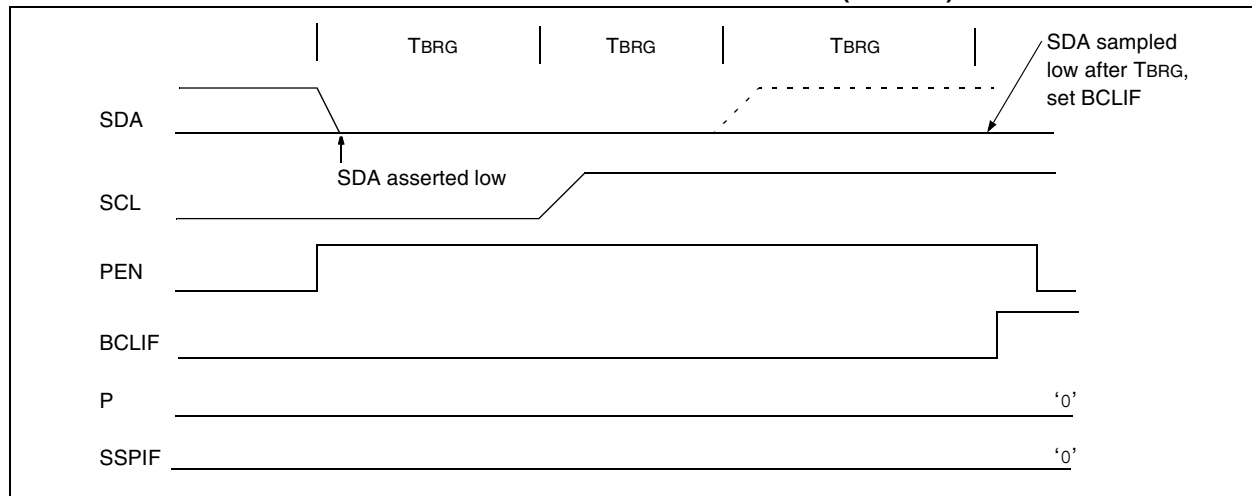 TBRG TBRG TBRG
SDA sampled
low after TBRG,
set BCLIF
SDA
SDA asserted low
SCL
PEN
BCLIF
P
‘0’
SSPIF
‘0’